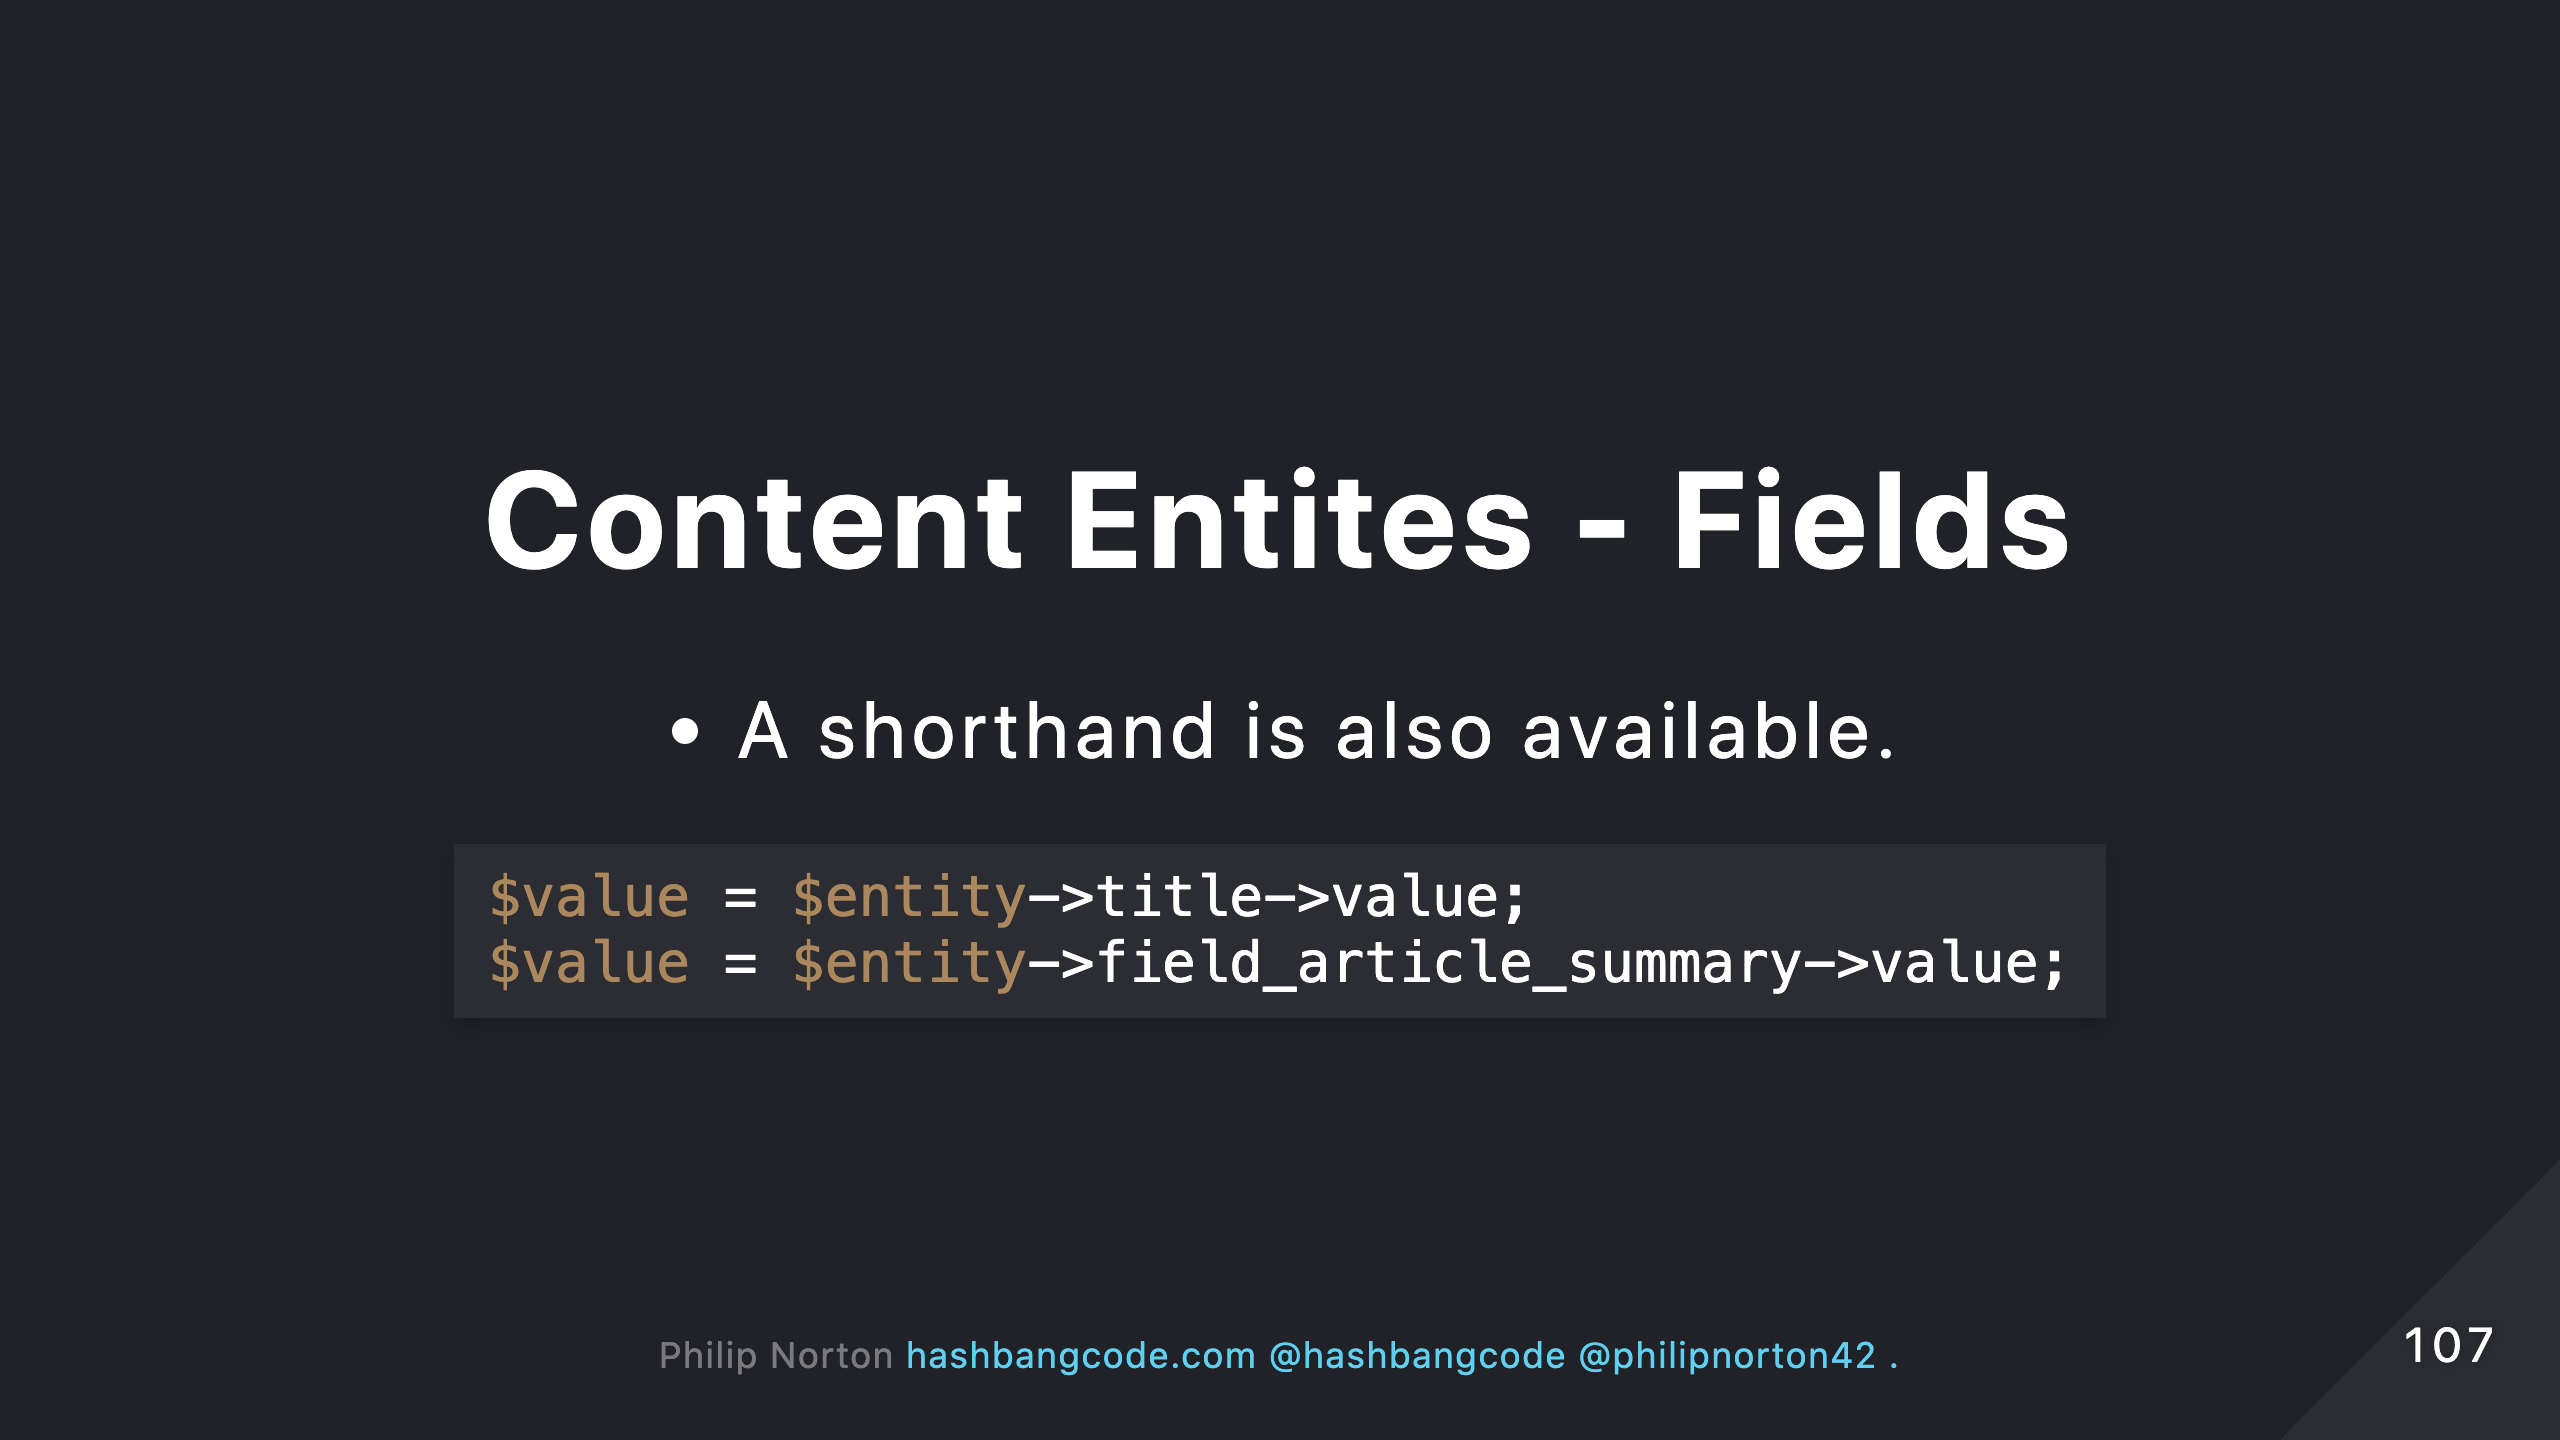 Content Entites - Fields
• A shorthand is also available.
$value = $entity->title->value;
$value = $entity->field_article_summary->value;
Philip Norton hashbangcode.com @hashbangcode @philipnorton42 .
107